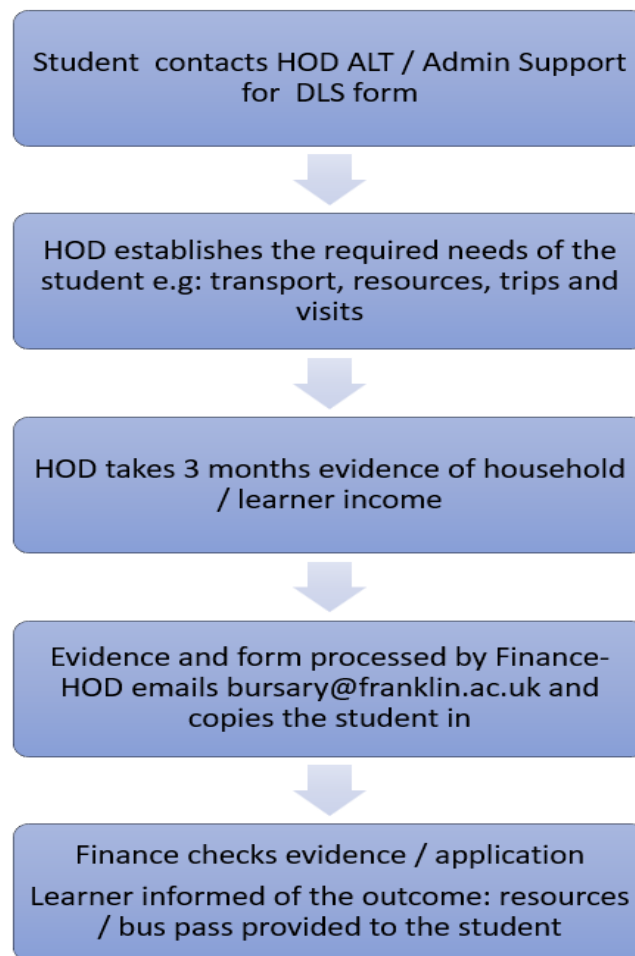 Student  contacts HOD ALT / Admin Support
for  DLS form
HOD establishes the required needs of the
student e.g: transport, resources, trips and
visits
HOD takes 3 months evidence of household
/ learner income
Evidence and form processed by Finance-
HOD emails bursary@franklin.ac.uk and
copies the student in
Finance checks evidence / application
Learner informed of the outcome: resources
/ bus pass provided to the student